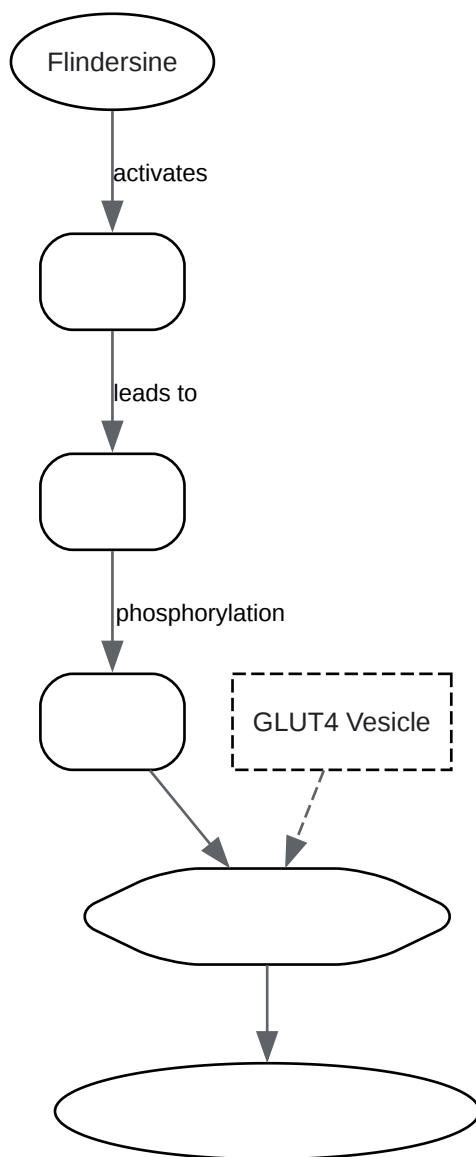 Flindersine
activates
leads to
phosphorylation
GLUT4 Vesicle